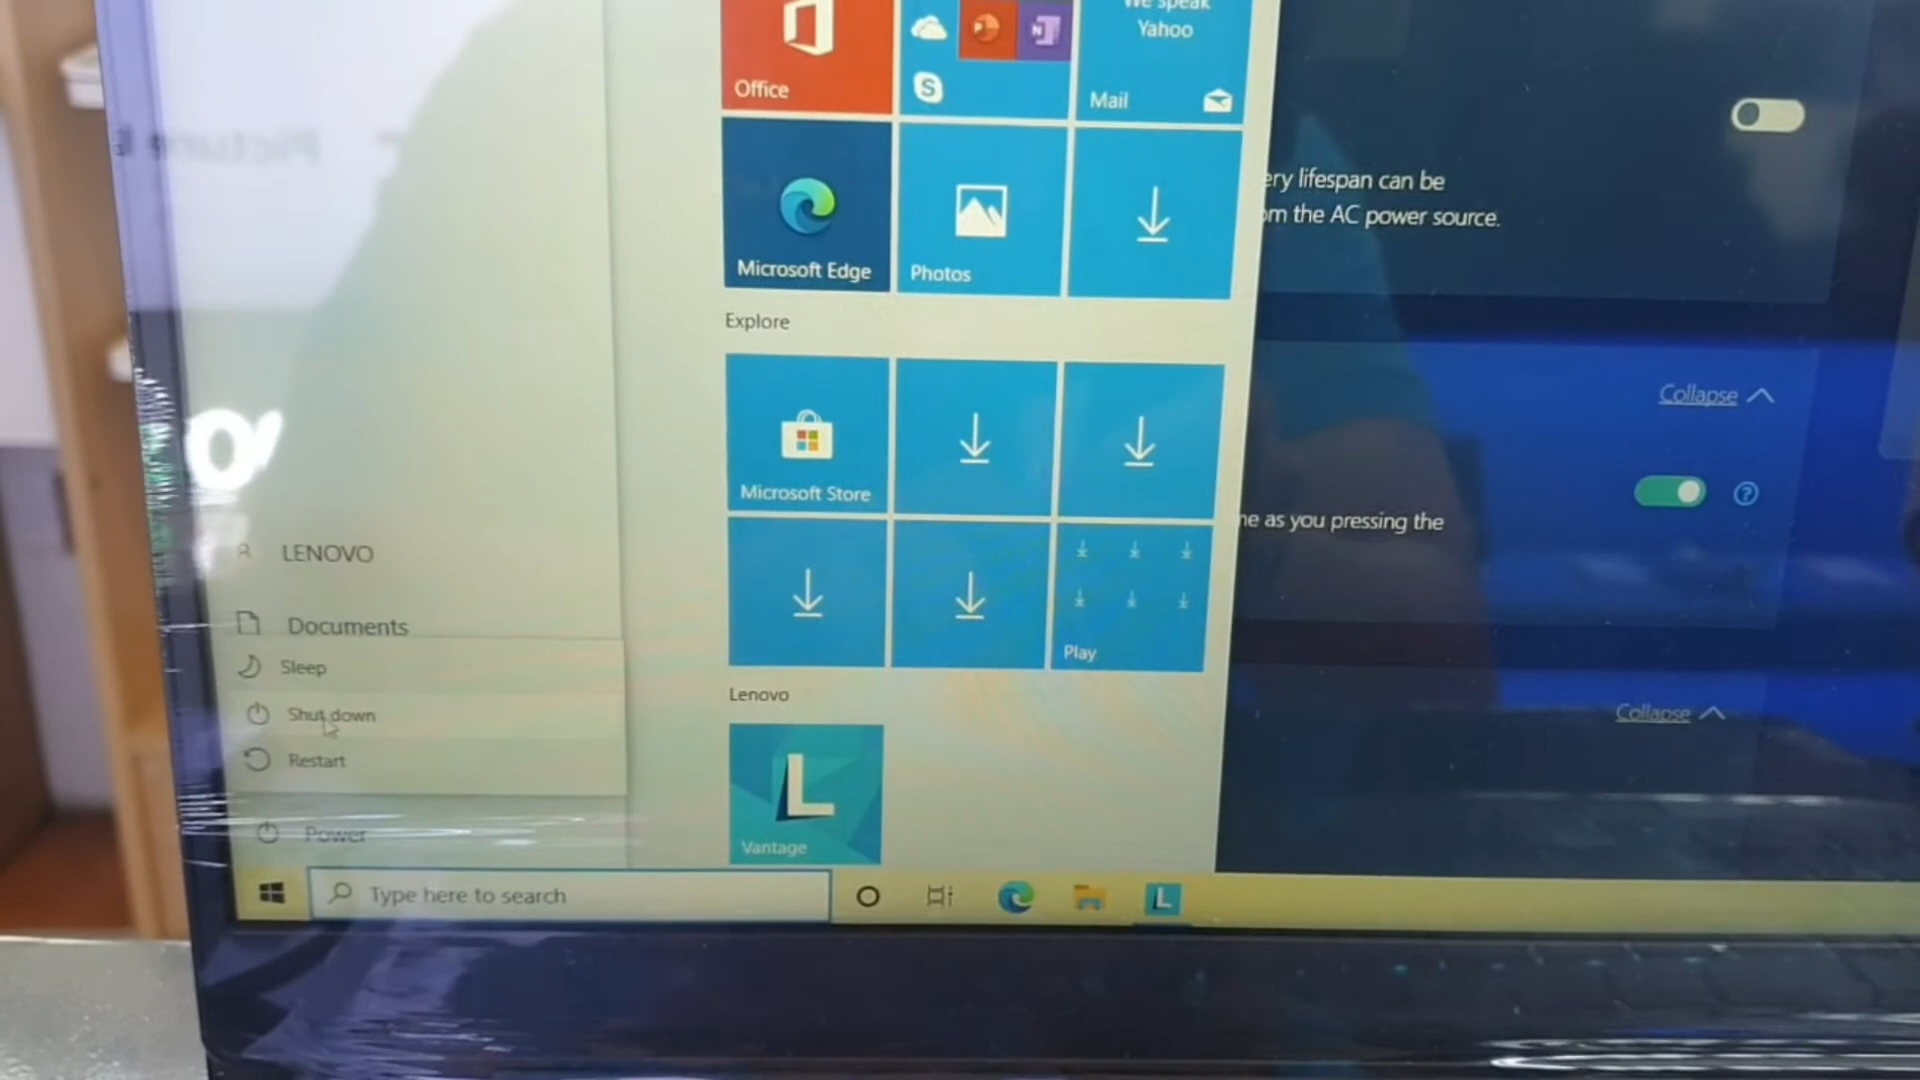 We speak
Yahoo
Office
Mail
Microsoft Edge
Photos
ery lifespan can be
om the AC power source.
Explore
Collapse
Microsoft Store
ne as you pressing the
LENOVO
Documents
Play
Sleep
Lenovo
Shut down
Collapse
Restart
Power
Vantage
Type here to search